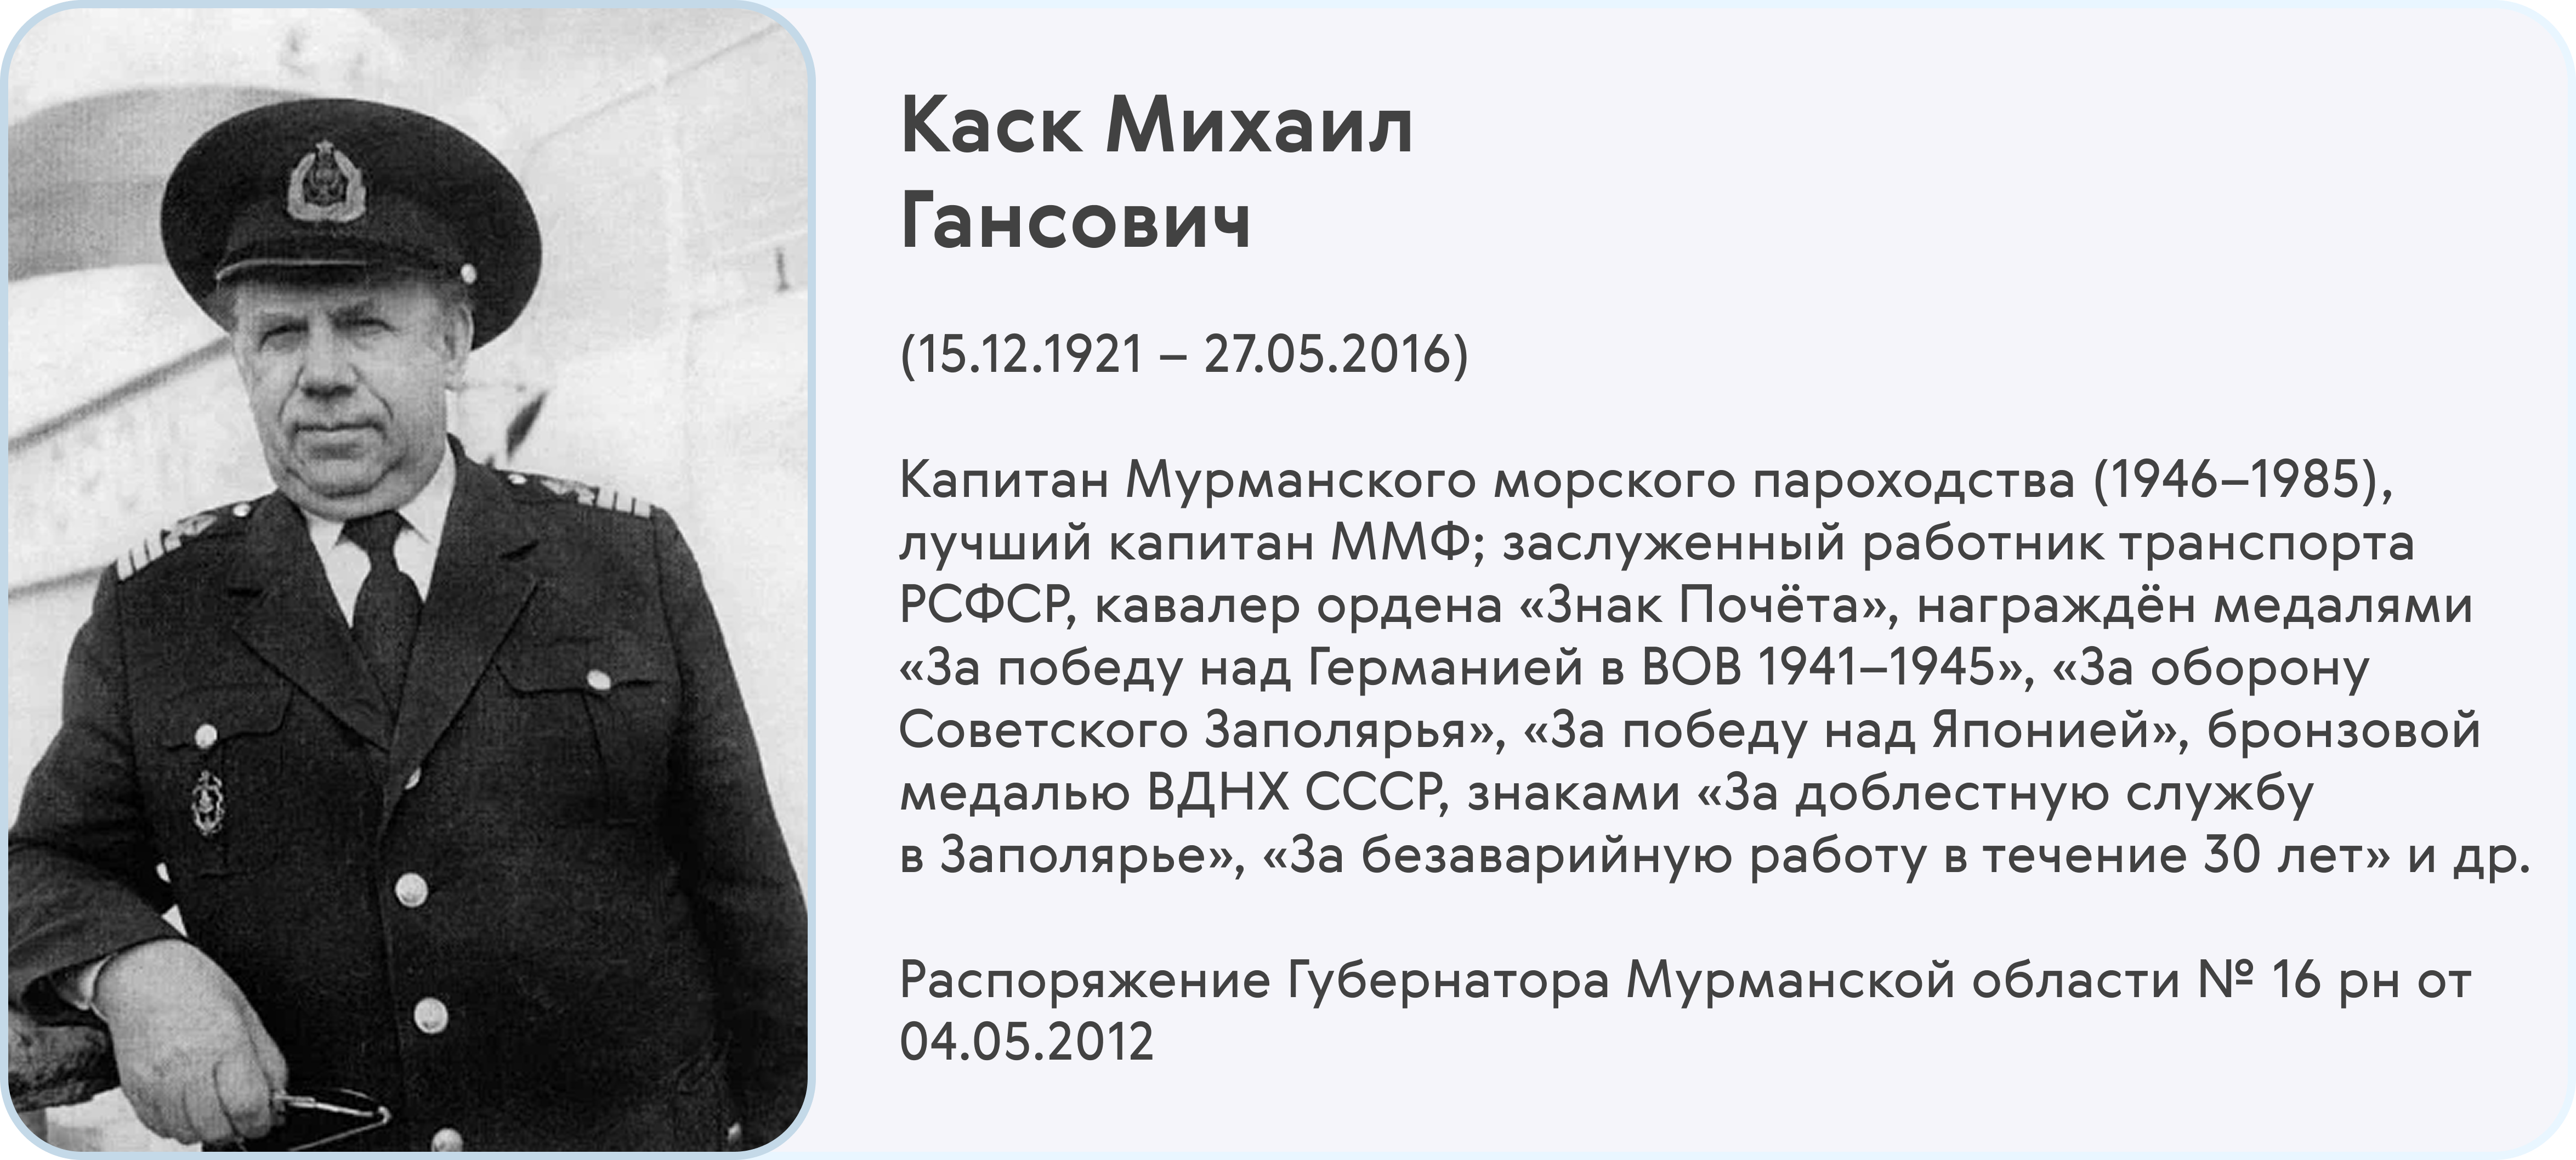 Каск Михаил
Гансович
(15.12.1921 – 27.05.2016)
Капитан Мурманского морского пароходства (1946–1985),
лучший капитан ММФ; заслуженный работник транспорта
РСФСР, кавалер ордена «Знак Почёта», награждён медалями
«За победу над Германией в ВОВ 1941–1945», «За оборону
Советского Заполярья», «За победу над Японией», бронзовой
медалью ВДНХ СССР, знаками «За доблестную службу
в Заполярье», «За безаварийную работу в течение 30 лет» и др.
Распоряжение Губернатора Мурманской области № 16 рн от
04.05.2012